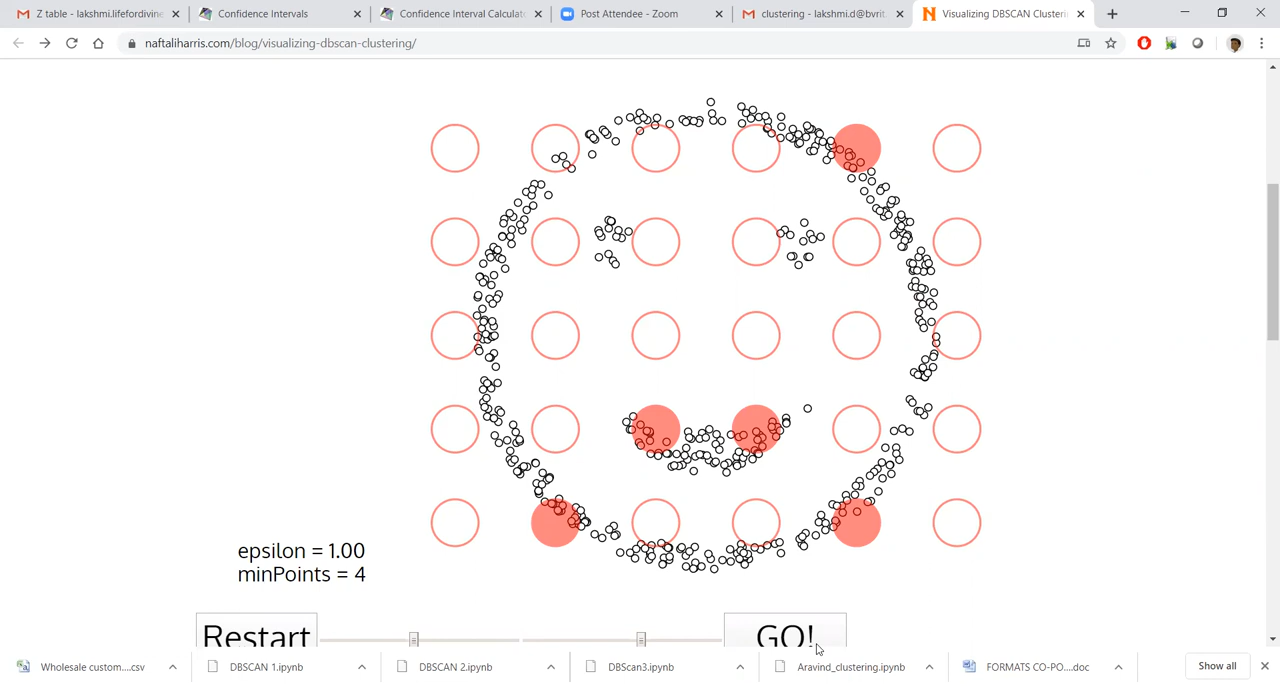 Z table - lakshmi.lifefordivine
Confidence Intervals
Confidence Interval Calculat
Post Attendee - Zoom
clustering - lakshmi.d@bvrit
Visualizing DBSCAN Clusterin
naftaliharris.com/blog/visualizing-dbscan-clustering/
epsilon = 1.00
minPoints = 4
Restart
GO!
Wholesale custom....csv
DBSCAN 1.ipynb
DBSCAN 2.ipynb
DBScan3.ipynb
Aravind_clustering.ipynb
FORMATS CO-PO....doc
Show all